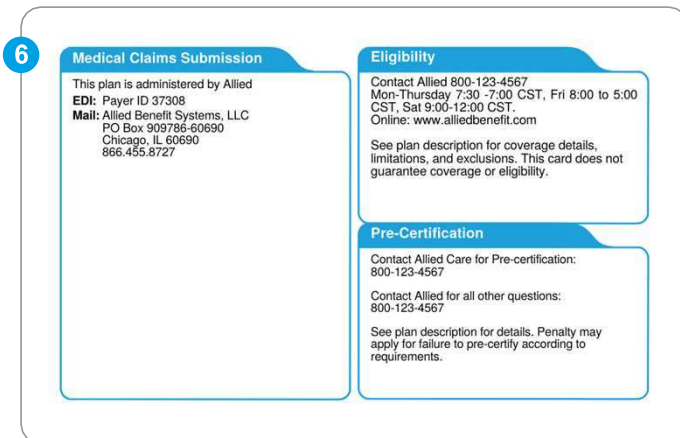 6
Medical Claims Submission
This plan is administered by Allied
EDI: Payer ID 37308
Mail: Allied Benefit Systems, LLC
PO Box 909786-60690
Chicago, IL 60690
866.455.8727
Eligibility
Contact Allied 800-123-4567
Mon-Thursday 7:30 -7:00 CST, Fri 8:00 to 5:00
CST, Sat 9:00-12:00 CST.
Online: www.alliedbenefit.com
See plan description for coverage details,
limitations, and exclusions. This card does not
guarantee coverage or eligibility.
Pre-Certification
Contact Allied Care for Pre-certification:
800-123-4567
Contact Allied for all other questions:
800-123-4567
See plan description for details. Penalty may
apply for failure to pre-certify according to
requirements.